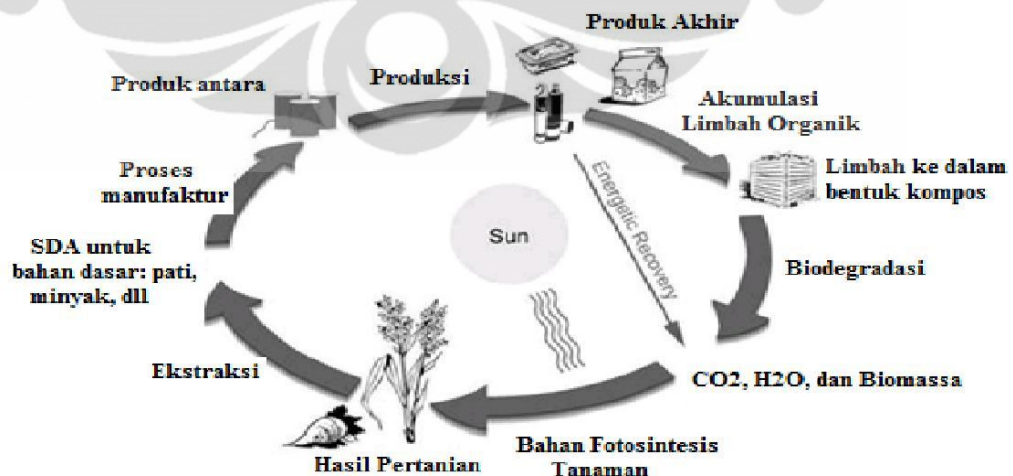 Produk Akhir
Produksi
Produk antara
Akumulasi
Limbah Organik
Limbah ke dalam
bentuk kompos
Proses
manufaktur
Energetic Recovery
Sun
SDA untuk
bahan dasar: pati,
minyak, dll
Biodegradasi
Ekstraksi
CO2, H2O, dan Biomassa
Bahan Fotosintesis
Tanaman
Hasil Pertanian